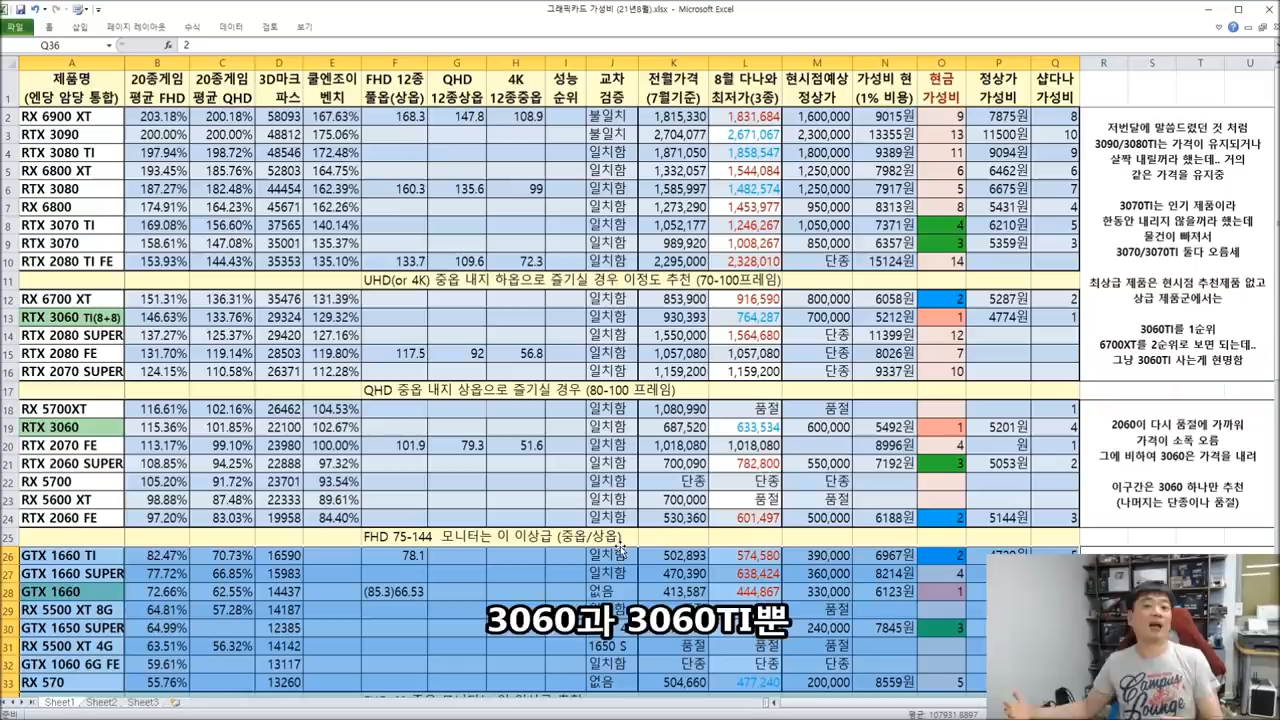 그래픽카드 가성비 (21년8월).xlsx - Microsoft Excel
파일 홈 삽입 페이지 레이아웃 수식 데이터 검토 보기
Q36 fx 2
A B C D E F G H I J K L M N O P Q R S T U
제품명 20종게임 20종게임 3D마크 쿨엔조이 FHD 12종 QHD 4K 성능 교차 전월가격 8월 다나와 현시점예상 가성비 현 현금 정상가 샵다나
1 (엔당 암당 통합) 평균 FHD 평균 QHD 파스 벤치 풀옵(상옵) 12종상옵 12종중옵 순위 검증 (7월기준) 최저가(3종) 정상가 (1% 비용) 가성비 가성비 가성비
2 RX 6900 XT 203.18% 200.18% 58093 167.63% 168.3 147.8 108.9 불일치 1,815,330 1,831,684 1,600,000 9015원 9 7875원 8
3 RTX 3090 200.00% 200.00% 48812 175.06% 불일치 2,704,077 2,671,067 2,300,000 13355원 13 11500원 10
4 RTX 3080 TI 197.94% 198.72% 48546 172.48% 일치함 1,871,050 1,858,547 1,800,000 9389원 11 9094원 9
5 RX 6800 XT 193.45% 185.76% 52803 164.75% 일치함 1,332,057 1,544,084 1,250,000 7982원 6 6462원 6
6 RTX 3080 187.27% 182.48% 44454 162.39% 160.3 135.6 99 일치함 1,585,997 1,482,574 1,250,000 7917원 5 6675원 7
7 RX 6800 174.91% 164.23% 45671 162.26% 일치함 1,273,290 1,453,977 950,000 8313원 8 5431원 4
8 RTX 3070 TI 169.08% 156.60% 37565 140.14% 일치함 1,052,177 1,246,267 1,050,000 7371원 4 6210원 5
9 RTX 3070 158.61% 147.08% 35001 135.37% 일치함 989,920 1,008,267 850,000 6357원 3 5359원 3
10 RTX 2080 TI FE 153.93% 144.43% 35376 135.10% 133.7 109.6 72.3 일치함 2,295,000 2,328,010 15124원 14
11 UHD(or 4K) 중옵 내지 하옵으로 즐기실 경우 이정도 추천 (70-100프레임)
12 RX 6700 XT 151.31% 136.31% 35476 131.39% 일치함 853,900 916,590 800,000 6058원 2 5287원 2
13 RTX 3060 TI(8+8) 146.63% 133.76% 29324 129.32% 일치함 930,393 764,287 700,000 5212원 1 4774원 1
14 RTX 2080 SUPER 137.27% 125.37% 29420 127.16% 일치함 1,550,000 1,564,680 단종 11399원 12
15 RTX 2080 FE 131.70% 119.14% 28503 119.80% 117.5 92 56.8 일치함 1,057,080 1,057,080 단종 8026원 7
16 RTX 2070 SUPER 124.15% 110.58% 26371 112.28% 일치함 1,159,200 1,159,200 단종 9337원 10
17 QHD 중옵 내지 상옵으로 즐기실 경우 (80-100 프레임)
18 RX 5700XT 116.61% 102.16% 26462 104.53% 일치함 1,080,990 품절 품절 1
19 RTX 3060 115.36% 101.85% 22100 102.67% 일치함 687,520 633,534 600,000 5492원 1 5201원 4
20 RTX 2070 FE 113.17% 99.10% 23980 100.00% 101.9 79.3 51.6 일치함 1,018,080 1,018,080 8996원 4 원 1
21 RTX 2060 SUPER 108.85% 94.25% 22888 97.32% 일치함 700,090 782,800 550,000 7192원 3 5053원 2
22 RX 5700 105.20% 91.72% 23701 93.54% 일치함 단종 단종 단종
23 RX 5600 XT 98.88% 87.48% 22333 89.61% 일치함 700,000 품절 품절
24 RTX 2060 FE 97.20% 83.03% 19958 84.40% 일치함 530,360 601,497 500,000 6188원 2 5144원 3
25 FHD 75-144 모니터는 이 이상급 (중옵/상옵)
26 GTX 1660 TI 82.47% 70.73% 16590 78.1 일치함 502,893 574,580 390,000 6967원 2
27 GTX 1660 SUPER 77.72% 66.85% 15983 일치함 470,390 638,424 360,000 8214원 4
28 GTX 1660 72.66% 62.55% 14437 (85.3)66.53 없음 413,587 444,867 330,000 6123원 1
29 RX 5500 XT 8G 64.81% 57.28% 14187 품절
30 GTX 1650 SUPER 64.99% 12385 240,000 7845원 3
31 RX 5500 XT 4G 63.51% 56.32% 14142 1650 S 품절 품절 품절
32 GTX 1060 6G FE 59.61% 13117 일치함 단종 단종 단종
33 RX 570 55.76% 13260 없음 504,660 477,240 200,000 8559원 5
저번달에 말씀드렸던 것 처럼
3090/3080TI는 가격이 유지되거나
살짝 내릴꺼라 했는데.. 거의
같은 가격을 유지중
3070TI는 인기 제품이라
한동안 내리지 않을꺼라 했는데
물건이 빠져서
3070/3070TI 둘다 오름세
최상급 제품은 현시점 추천제품 없고
상급 제품군에서는
3060TI를 1순위
6700XT를 2순위로 보면 되는데..
그냥 3060TI 사는게 현명함
2060이 다시 품절에 가까워
가격이 소폭 오름
그에 비하여 3060은 가격을 내려
이구간은 3060 하나만 추천
(나머지는 단종이나 품절)
3060과 3060TI뿐
CAMPUS
LOUNGE
Sheet1 Sheet2 Sheet3
준비 평균: 107931.8897